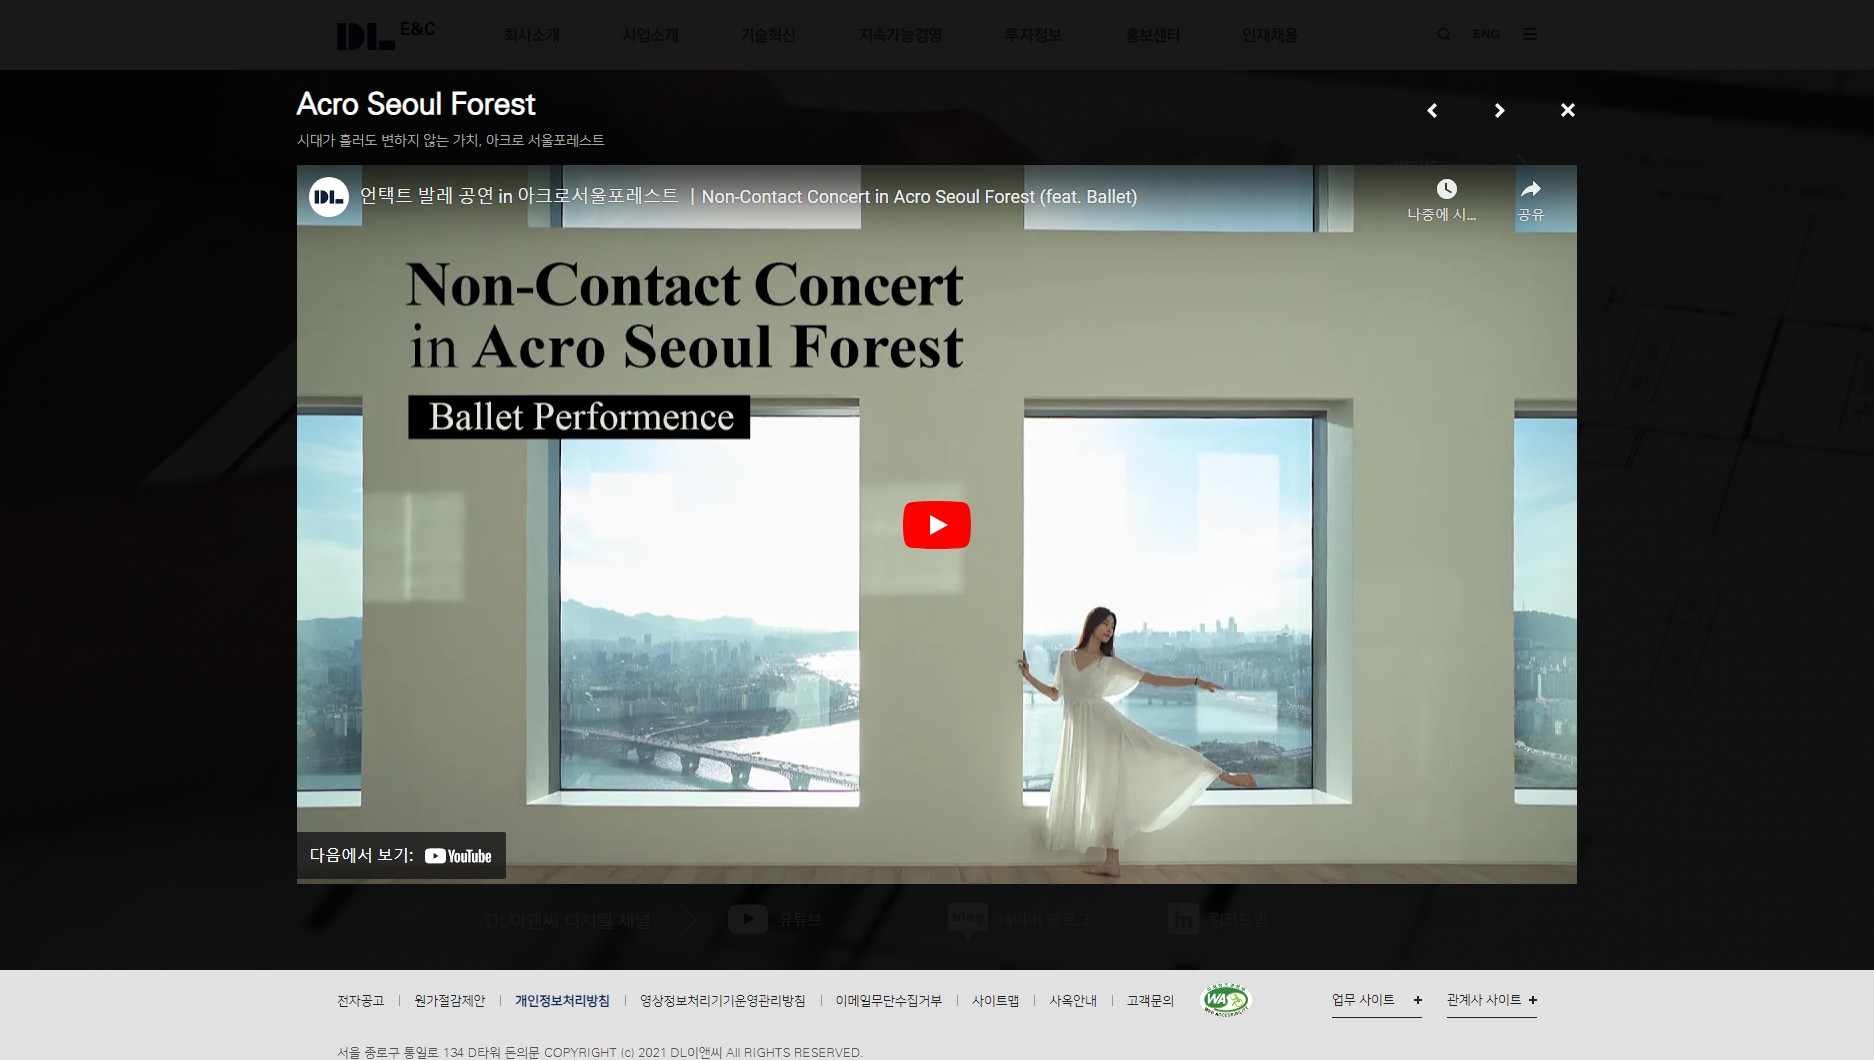 DL E&C
회사소개 사업소개 기술혁신 지속가능경영 투자정보 홍보센터 인재채용 ENG
Acro Seoul Forest
시대가 흘러도 변하지 않는 가치, 아크로 서울포레스트
NEWS
DL 언택트 발레 공연 in 아크로서울포레스트 | Non-Contact Concert in Acro Seoul Forest (feat. Ballet)
나중에 시... 공유
Non-Contact Concert
in Acro Seoul Forest
Ballet Performence
다음에서 보기: YouTube
DL이앤씨 디지털 채널 유튜브 blog 네이버 블로그 in 링크드인
전자공고 | 원가절감제안 | 개인정보처리방침 | 영상정보처리기기운영관리방침 | 이메일무단수집거부 | 사이트맵 | 사옥안내 | 고객문의 WA WEB ACCESSIBILITY 업무 사이트 + 관계사 사이트 +
서울 종로구 통일로 134 D타워 돈의문 COPYRIGHT (c) 2021 DL이앤씨 All RIGHTS RESERVED.